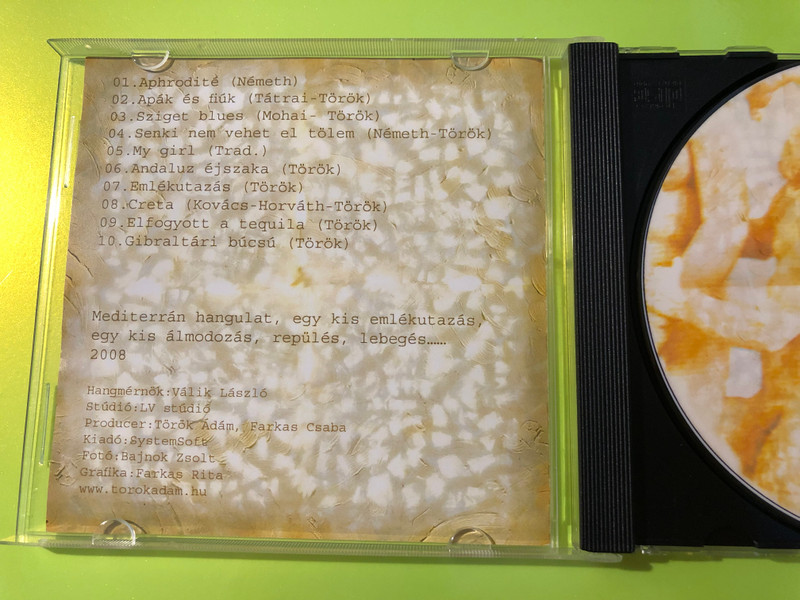 01.Aphrodité (Németh)
02.Apák és fiúk (Tátrai-Török)
03.Sziget blues (Mohai- Török)
04.Senki nem vehet el tölem (Németh-Török)
05.My girl (Trad.)
06.Andaluz éjszaka (Török)
07.Emlékutazás (Török)
08.Creta (Kovács-Horváth-Török)
09.Elfogyott a tequila (Török)
10.Gibraltári búcsú (Török)
Mediterrán hangulat, egy kis emlékutazás,
egy kis álmodozás, repülés, lebegés……
2008
Hangmérnök:Válik László
Stúdió:LV stúdió
Producer:Török Ádám, Farkas Csaba
Kiadó:SystemSoft
Fotó:Bajnok Zsolt
Grafika:Farkas Rita
www.torokadam.hu